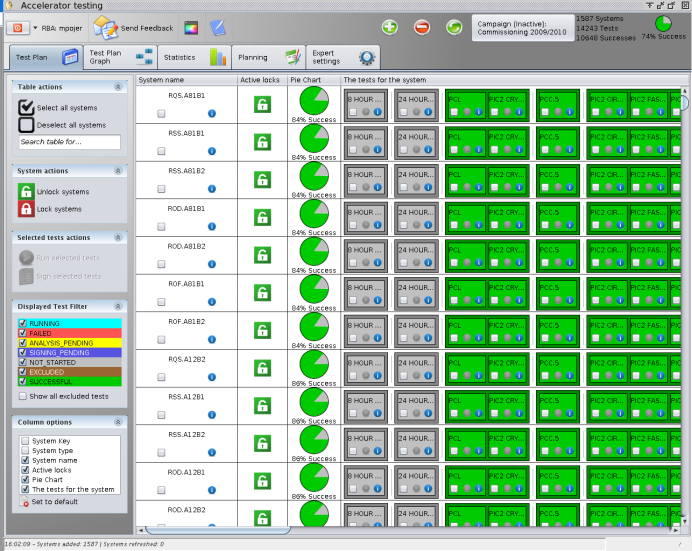 Accelerator testing
RBA: mpojer
Send Feedback
Campaign (Inactive):
Commissioning 2009/2010
1587 Systems
14243 Tests
10648 Successes
74% Success
Test Plan
Test Plan
Graph
Statistics
Planning
Expert
settings
Table actions
Select all systems
Deselect all systems
Search table for...
System actions
Unlock systems
Lock systems
Selected tests actions
Run selected tests
Sign selected tests
Displayed Test Filter
RUNNING
FAILED
ANALYSIS_PENDING
SIGNING_PENDING
NOT_STARTED
EXCLUDED
SUCCESSFUL
Show all excluded tests
Column options
System Key
System type
System name
Active locks
Pie Chart
The tests for the system
Set to default
System name Active locks Pie Chart The tests for the system
RQS.A81B1 84% Success 8 HOUR ... 24 HOUR... PCL PIC2 CRY... PCC.5 PIC2 CIR... PIC2 FAS... PIC
RSS.A81B1 84% Success 8 HOUR ... 24 HOUR... PCL PIC2 CRY... PCC.5 PIC2 CIR... PIC2 FAS... PIC
RSS.A81B2 84% Success 8 HOUR ... 24 HOUR... PCL PIC2 CRY... PCC.5 PIC2 CIR... PIC2 FAS... PIC
ROD.A81B1 84% Success 8 HOUR ... 24 HOUR... PCL PIC2 CRY... PCC.5 PIC2 CIR... PIC2 FAS... PIC
ROD.A81B2 84% Success 8 HOUR ... 24 HOUR... PCL PIC2 CRY... PCC.5 PIC2 CIR... PIC2 FAS... PIC
ROF.A81B1 84% Success 8 HOUR ... 24 HOUR... PCL PIC2 CRY... PCC.5 PIC2 CIR... PIC2 FAS... PIC
ROF.A81B2 84% Success 8 HOUR ... 24 HOUR... PCL PIC2 CRY... PCC.5 PIC2 CIR... PIC2 FAS... PIC
RQS.A12B2 86% Success 8 HOUR ... 24 HOUR... PCL PIC2 CRY... PCC.5 PIC2 CIR... PIC2 FAS... PIC
RSS.A12B1 86% Success 8 HOUR ... 24 HOUR... PCL PIC2 CRY... PCC.5 PIC2 CIR... PIC2 FAS... PIC
RSS.A12B2 86% Success 8 HOUR ... 24 HOUR... PCL PIC2 CRY... PCC.5 PIC2 CIR... PIC2 FAS... PIC
ROD.A12B1 86% Success 8 HOUR ... 24 HOUR... PCL PIC2 CRY... PCC.5 PIC2 CIR... PIC2 FAS... PIC
ROD.A12B2 8 HOUR ... 24 HOUR... PCL PIC2 CRY... PCC.5 PIC2 CIR... PIC2 FAS... PIC
16:02:09 - Systems added: 1587 | Systems refreshed: 0